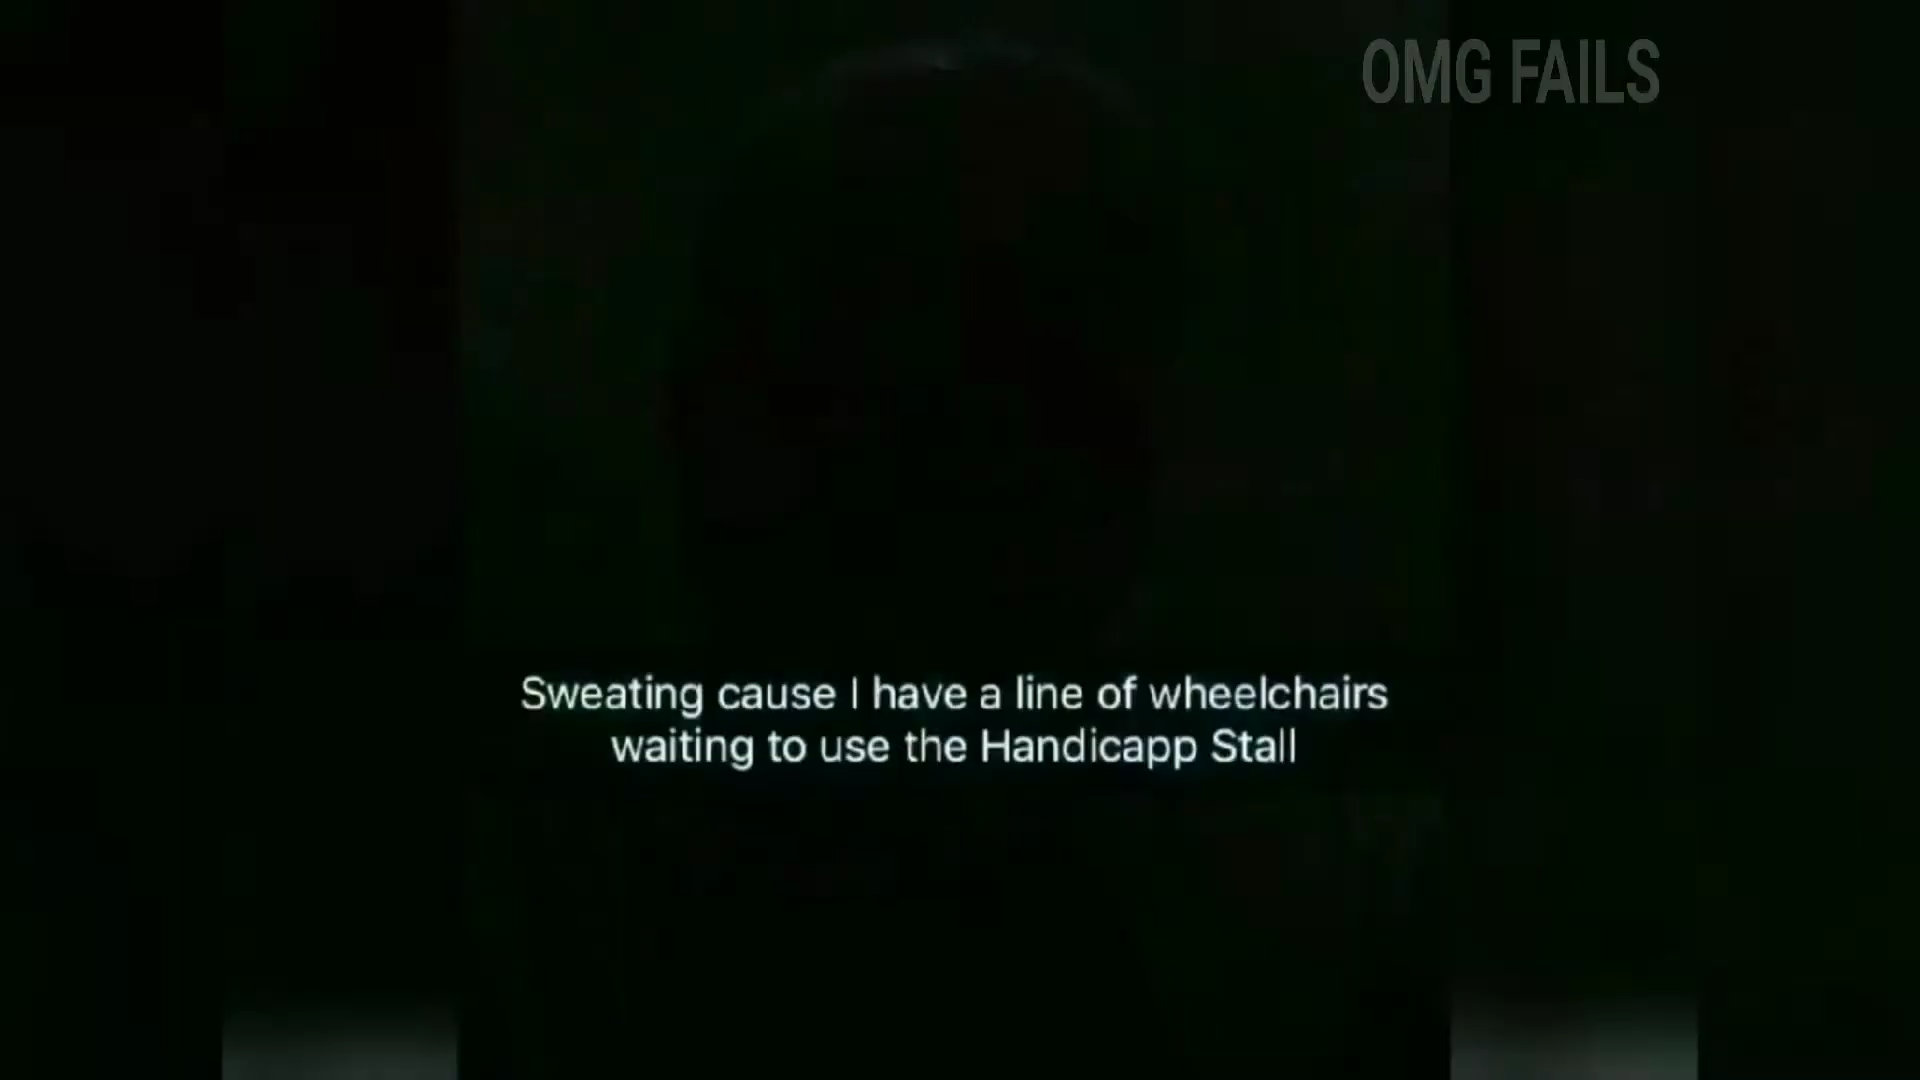 OMG FAILS
Sweating cause I have a line of wheelchairs
waiting to use the Handicapp Stall